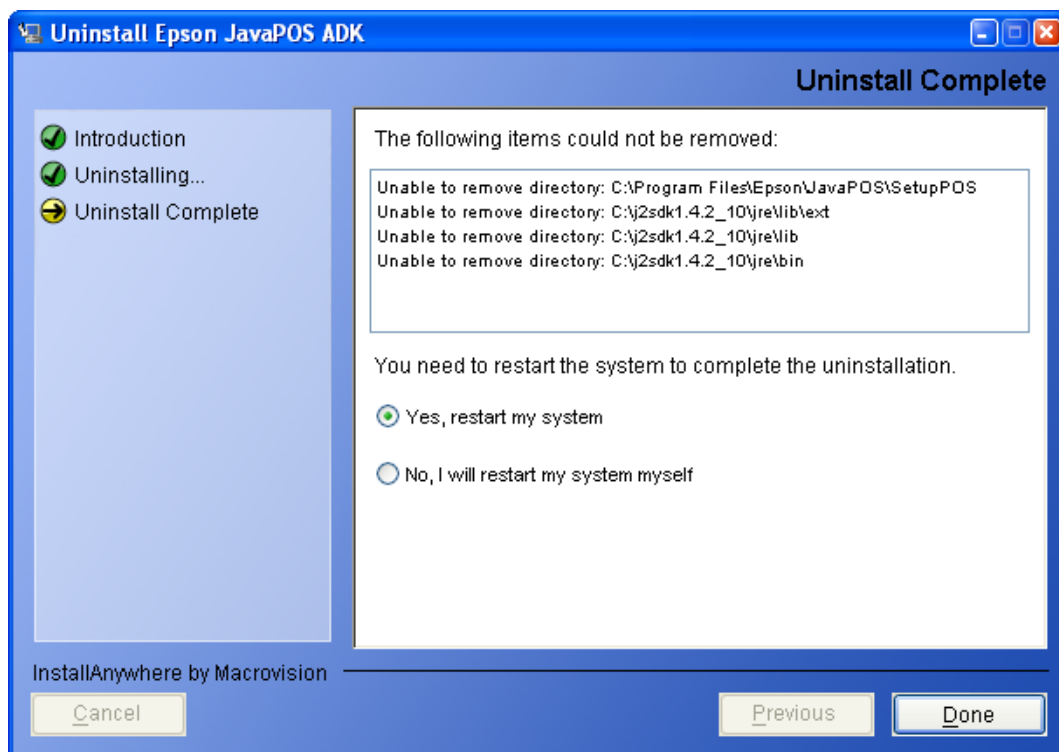 Uninstall Epson JavaPOS ADK
Uninstall Complete
Introduction
Uninstalling...
Uninstall Complete
The following items could not be removed:
Unable to remove directory: C:\Program Files\Epson\JavaPOS\SetupPOS
Unable to remove directory: C:\j2sdk1.4.2_10\jre\lib\ext
Unable to remove directory: C:\j2sdk1.4.2_10\jre\lib
Unable to remove directory: C:\j2sdk1.4.2_10\jre\bin
You need to restart the system to complete the uninstallation.
Yes, restart my system
No, I will restart my system myself
InstallAnywhere by Macrovision
Cancel
Previous
Done